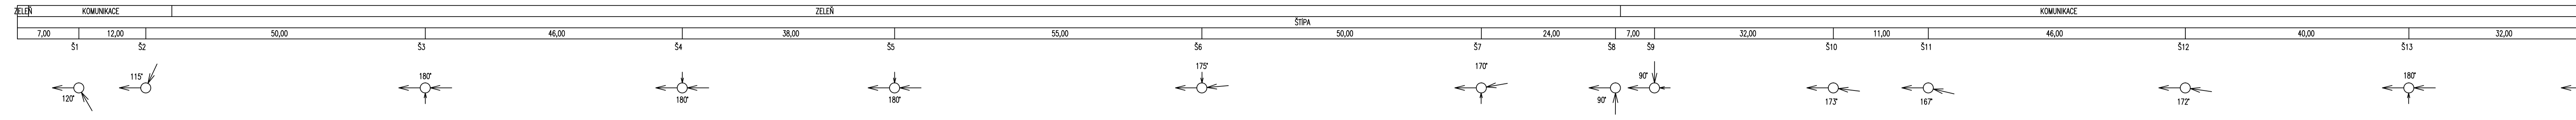 ZELEŇ KOMUNIKACE ZELEŇ KOMUNIKACE
ŠTÍPA
7,00 12,00 50,00 46,00 38,00 55,00 50,00 24,00 7,00 32,00 11,00 46,00 40,00 32,00
Š1 Š2 Š3 Š4 Š5 Š6 Š7 Š8 Š9 Š10 Š11 Š12 Š13
115° 180° 175° 170° 90° 180°
120° 180° 180° 90° 173° 167° 172°